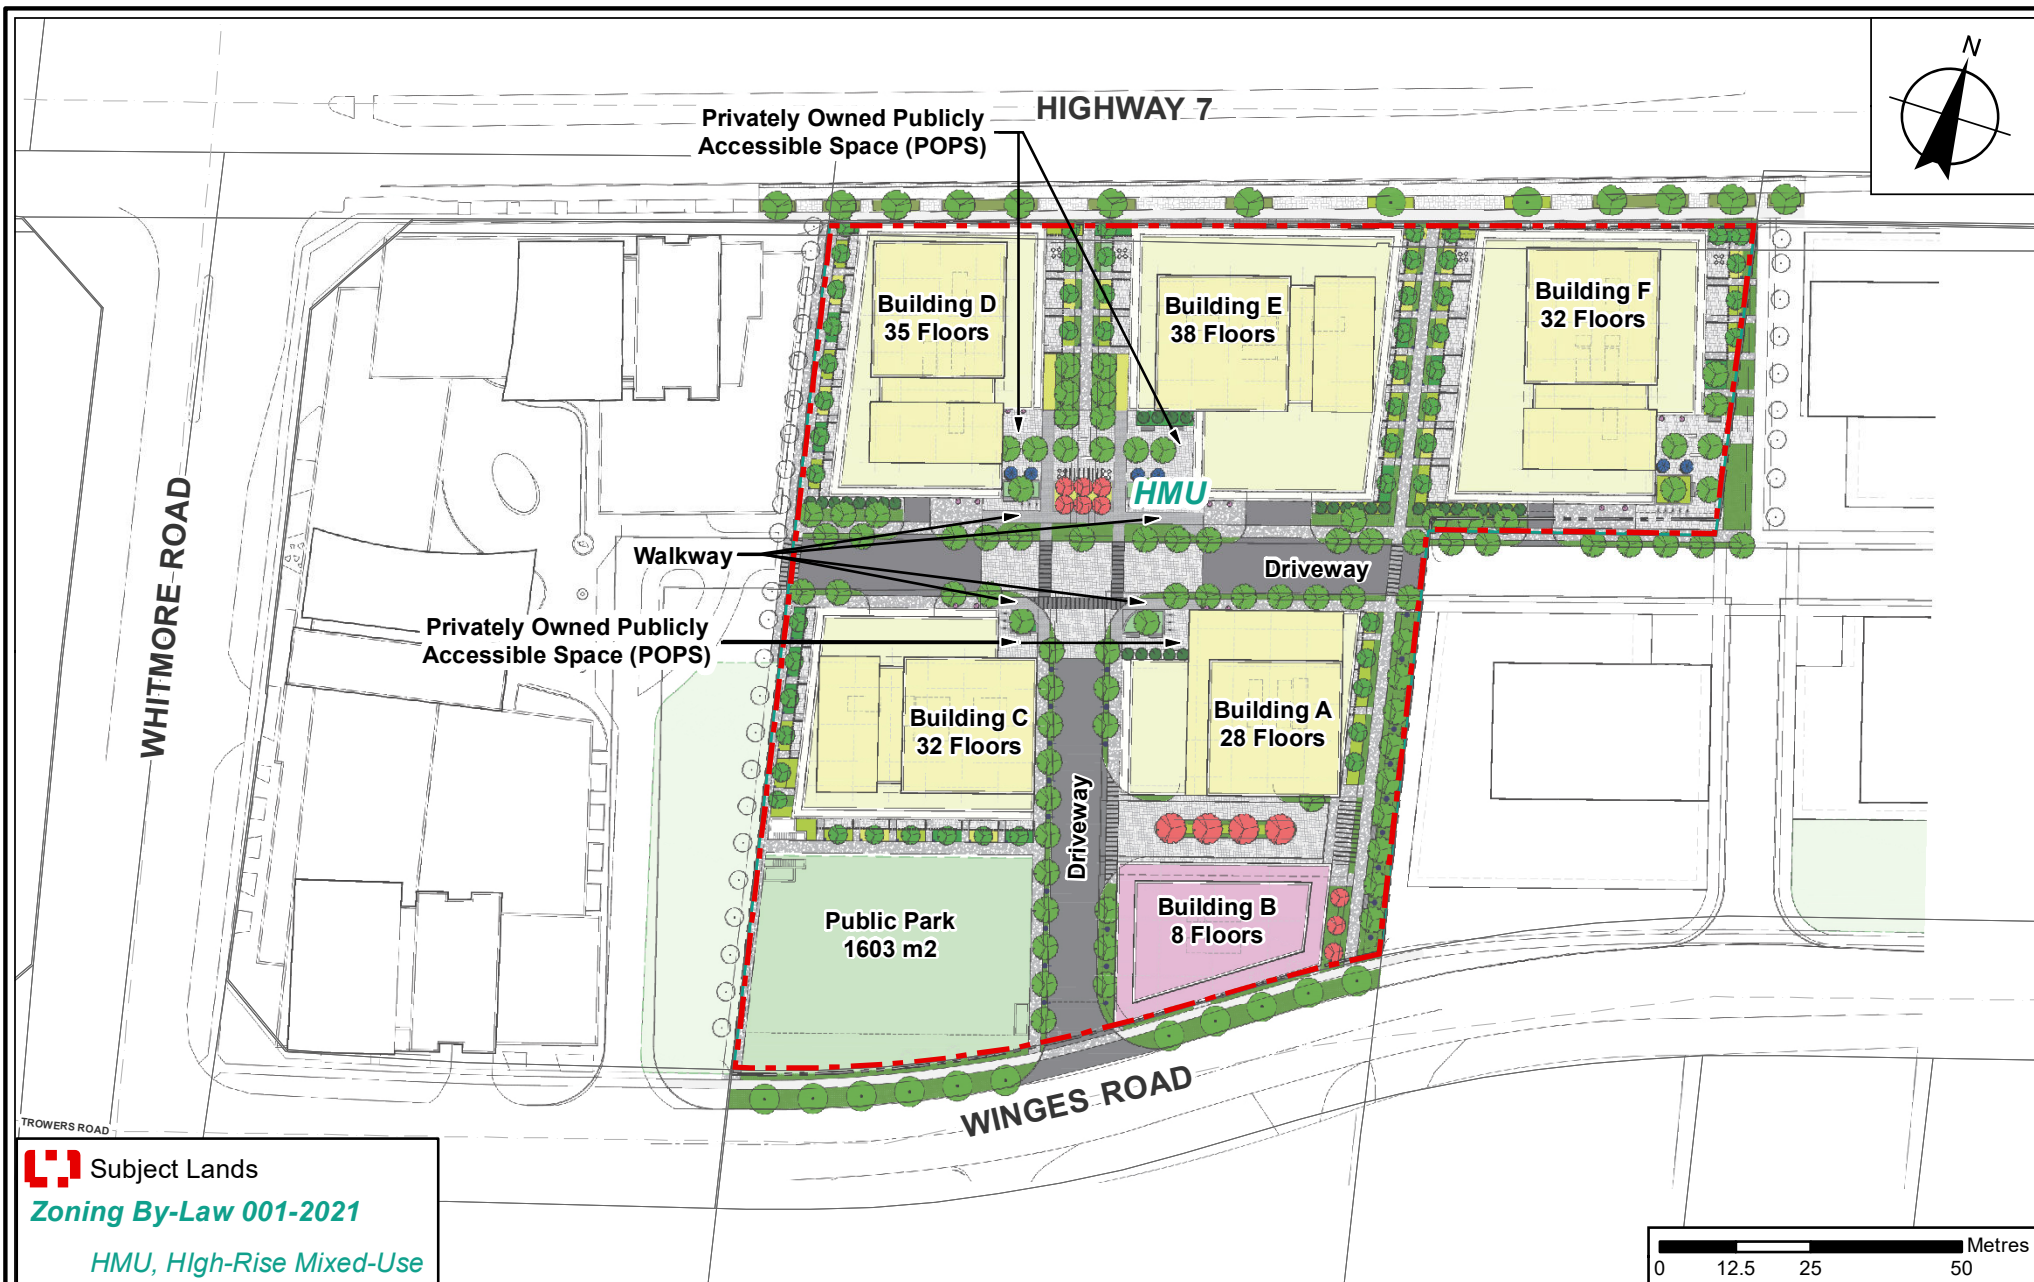 N
HIGHWAY 7
Privately Owned Publicly
Accessible Space (POPS)
Building D
35 Floors
Building E
38 Floors
Building F
32 Floors
HMU
WHITMORE ROAD
Walkway
Driveway
Privately Owned Publicly
Accessible Space (POPS)
Building C
32 Floors
Building A
28 Floors
Driveway
Public Park
1603 m2
Building B
8 Floors
WINGES ROAD
TROWERS ROAD
Subject Lands
Zoning By-Law 001-2021
HMU, HIgh-Rise Mixed-Use
Metres
0 12.5 25 50